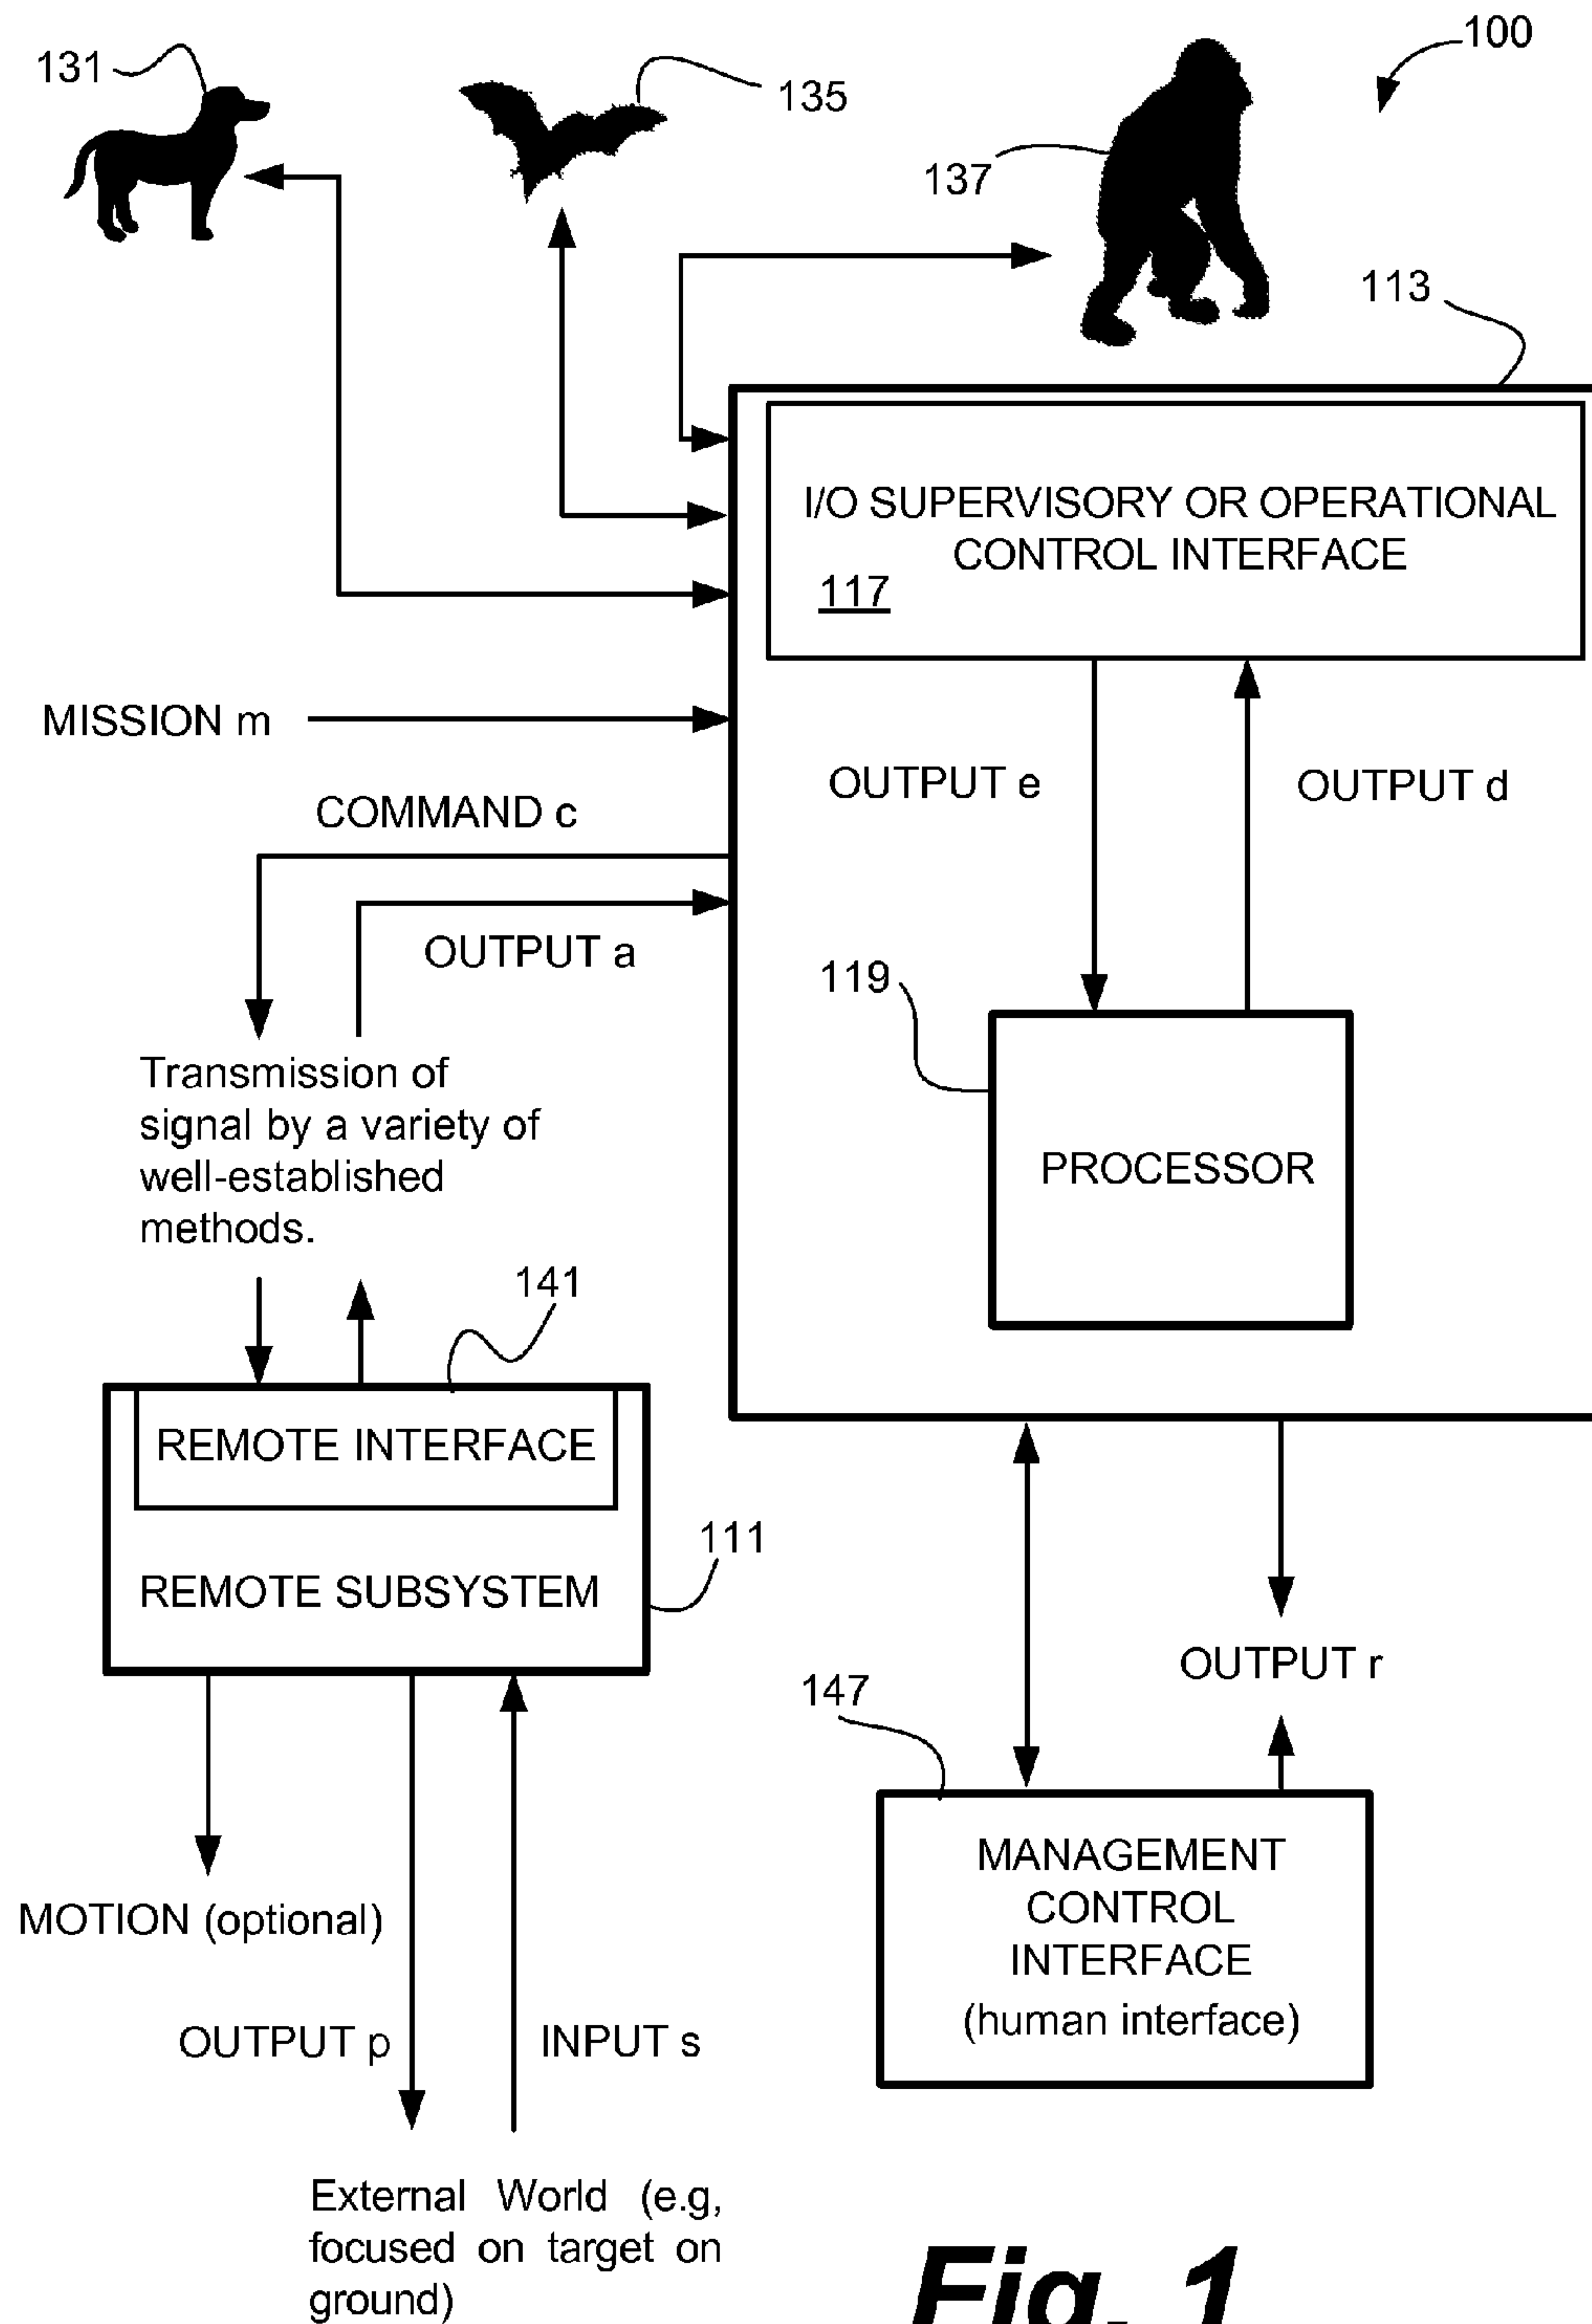 100
131
135
137
113
I/O SUPERVISORY OR OPERATIONAL
CONTROL INTERFACE
117
MISSION m
OUTPUT e
OUTPUT d
COMMAND c
OUTPUT a
119
Transmission of
signal by a variety of
well-established
methods.
PROCESSOR
141
REMOTE INTERFACE
111
REMOTE SUBSYSTEM
OUTPUT r
147
MANAGEMENT
CONTROL
INTERFACE
(human interface)
MOTION (optional)
OUTPUT p
INPUT s
External World (e.g,
focused on target on
ground)
Fig. 1